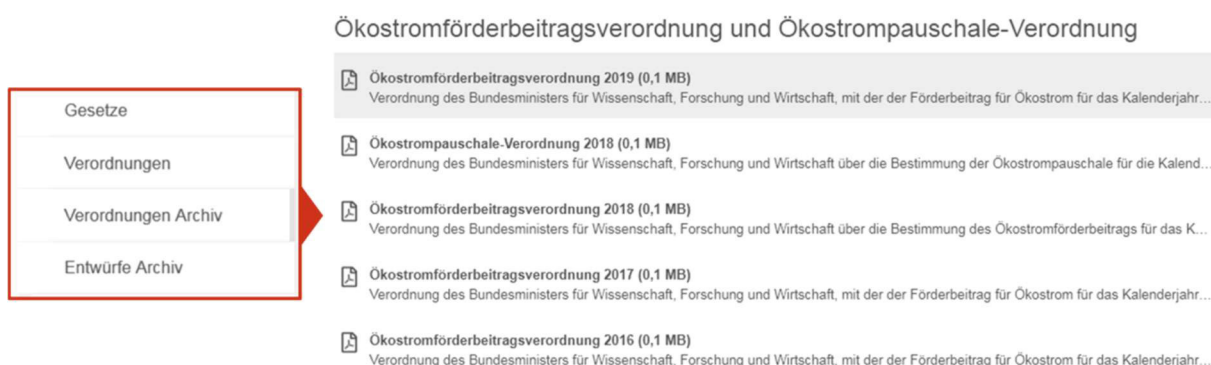 Ökostromförderbeitragsverordnung und Ökostrompauschale-Verordnung
Gesetze
Verordnungen
Verordnungen Archiv
Entwürfe Archiv
Ökostromförderbeitragsverordnung 2019 (0,1 MB)
Verordnung des Bundesministers für Wissenschaft, Forschung und Wirtschaft, mit der der Förderbeitrag für Ökostrom für das Kalenderjahr...
Ökostrompauschale-Verordnung 2018 (0,1 MB)
Verordnung des Bundesministers für Wissenschaft, Forschung und Wirtschaft über die Bestimmung der Ökostrompauschale für die Kalend...
Ökostromförderbeitragsverordnung 2018 (0,1 MB)
Verordnung des Bundesministers für Wissenschaft, Forschung und Wirtschaft über die Bestimmung des Ökostromförderbeitrags für das K...
Ökostromförderbeitragsverordnung 2017 (0,1 MB)
Verordnung des Bundesministers für Wissenschaft, Forschung und Wirtschaft, mit der der Förderbeitrag für Ökostrom für das Kalenderjahr...
Ökostromförderbeitragsverordnung 2016 (0,1 MB)
Verordnung des Bundesministers für Wissenschaft, Forschung und Wirtschaft, mit der der Förderbeitrag für Ökostrom für das Kalenderjahr...